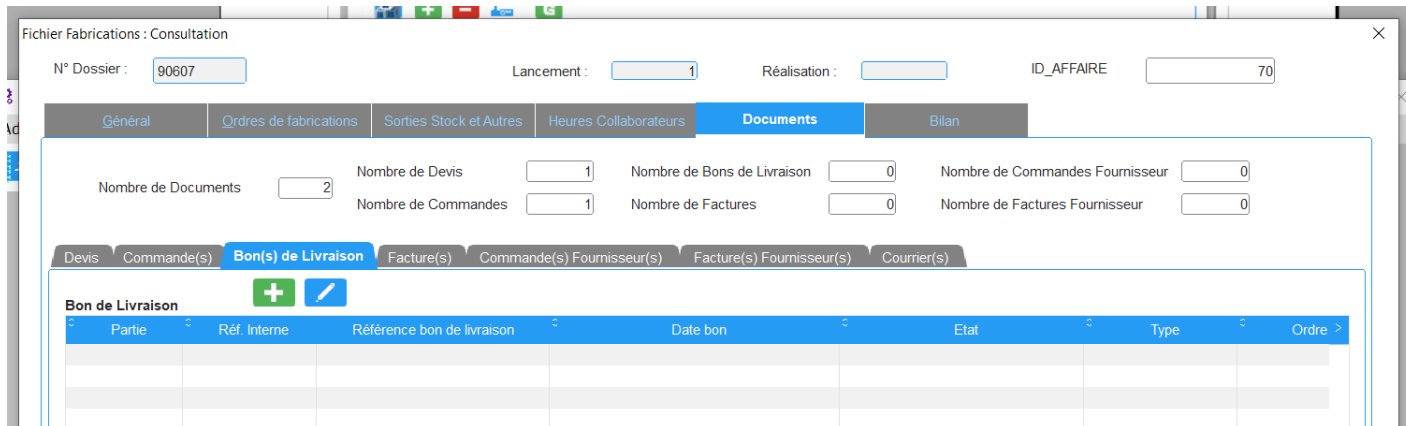 G
Fichier Fabrications : Consultation
N° Dossier : 90607 Lancement : 1 Réalisation : ID_AFFAIRE 70
Ad
Général Ordres de fabrications Sorties Stock et Autres Heures Collaborateurs Documents Bilan
Nombre de Devis 1 Nombre de Bons de Livraison 0 Nombre de Commandes Fournisseur 0
Nombre de Documents 2
Nombre de Commandes 1 Nombre de Factures 0 Nombre de Factures Fournisseur 0
Devis Commande(s) Bon(s) de Livraison Facture(s) Commande(s) Fournisseur(s) Facture(s) Fournisseur(s) Courrier(s)
Bon de Livraison
Partie Réf. Interne Référence bon de livraison Date bon Etat Type Ordre